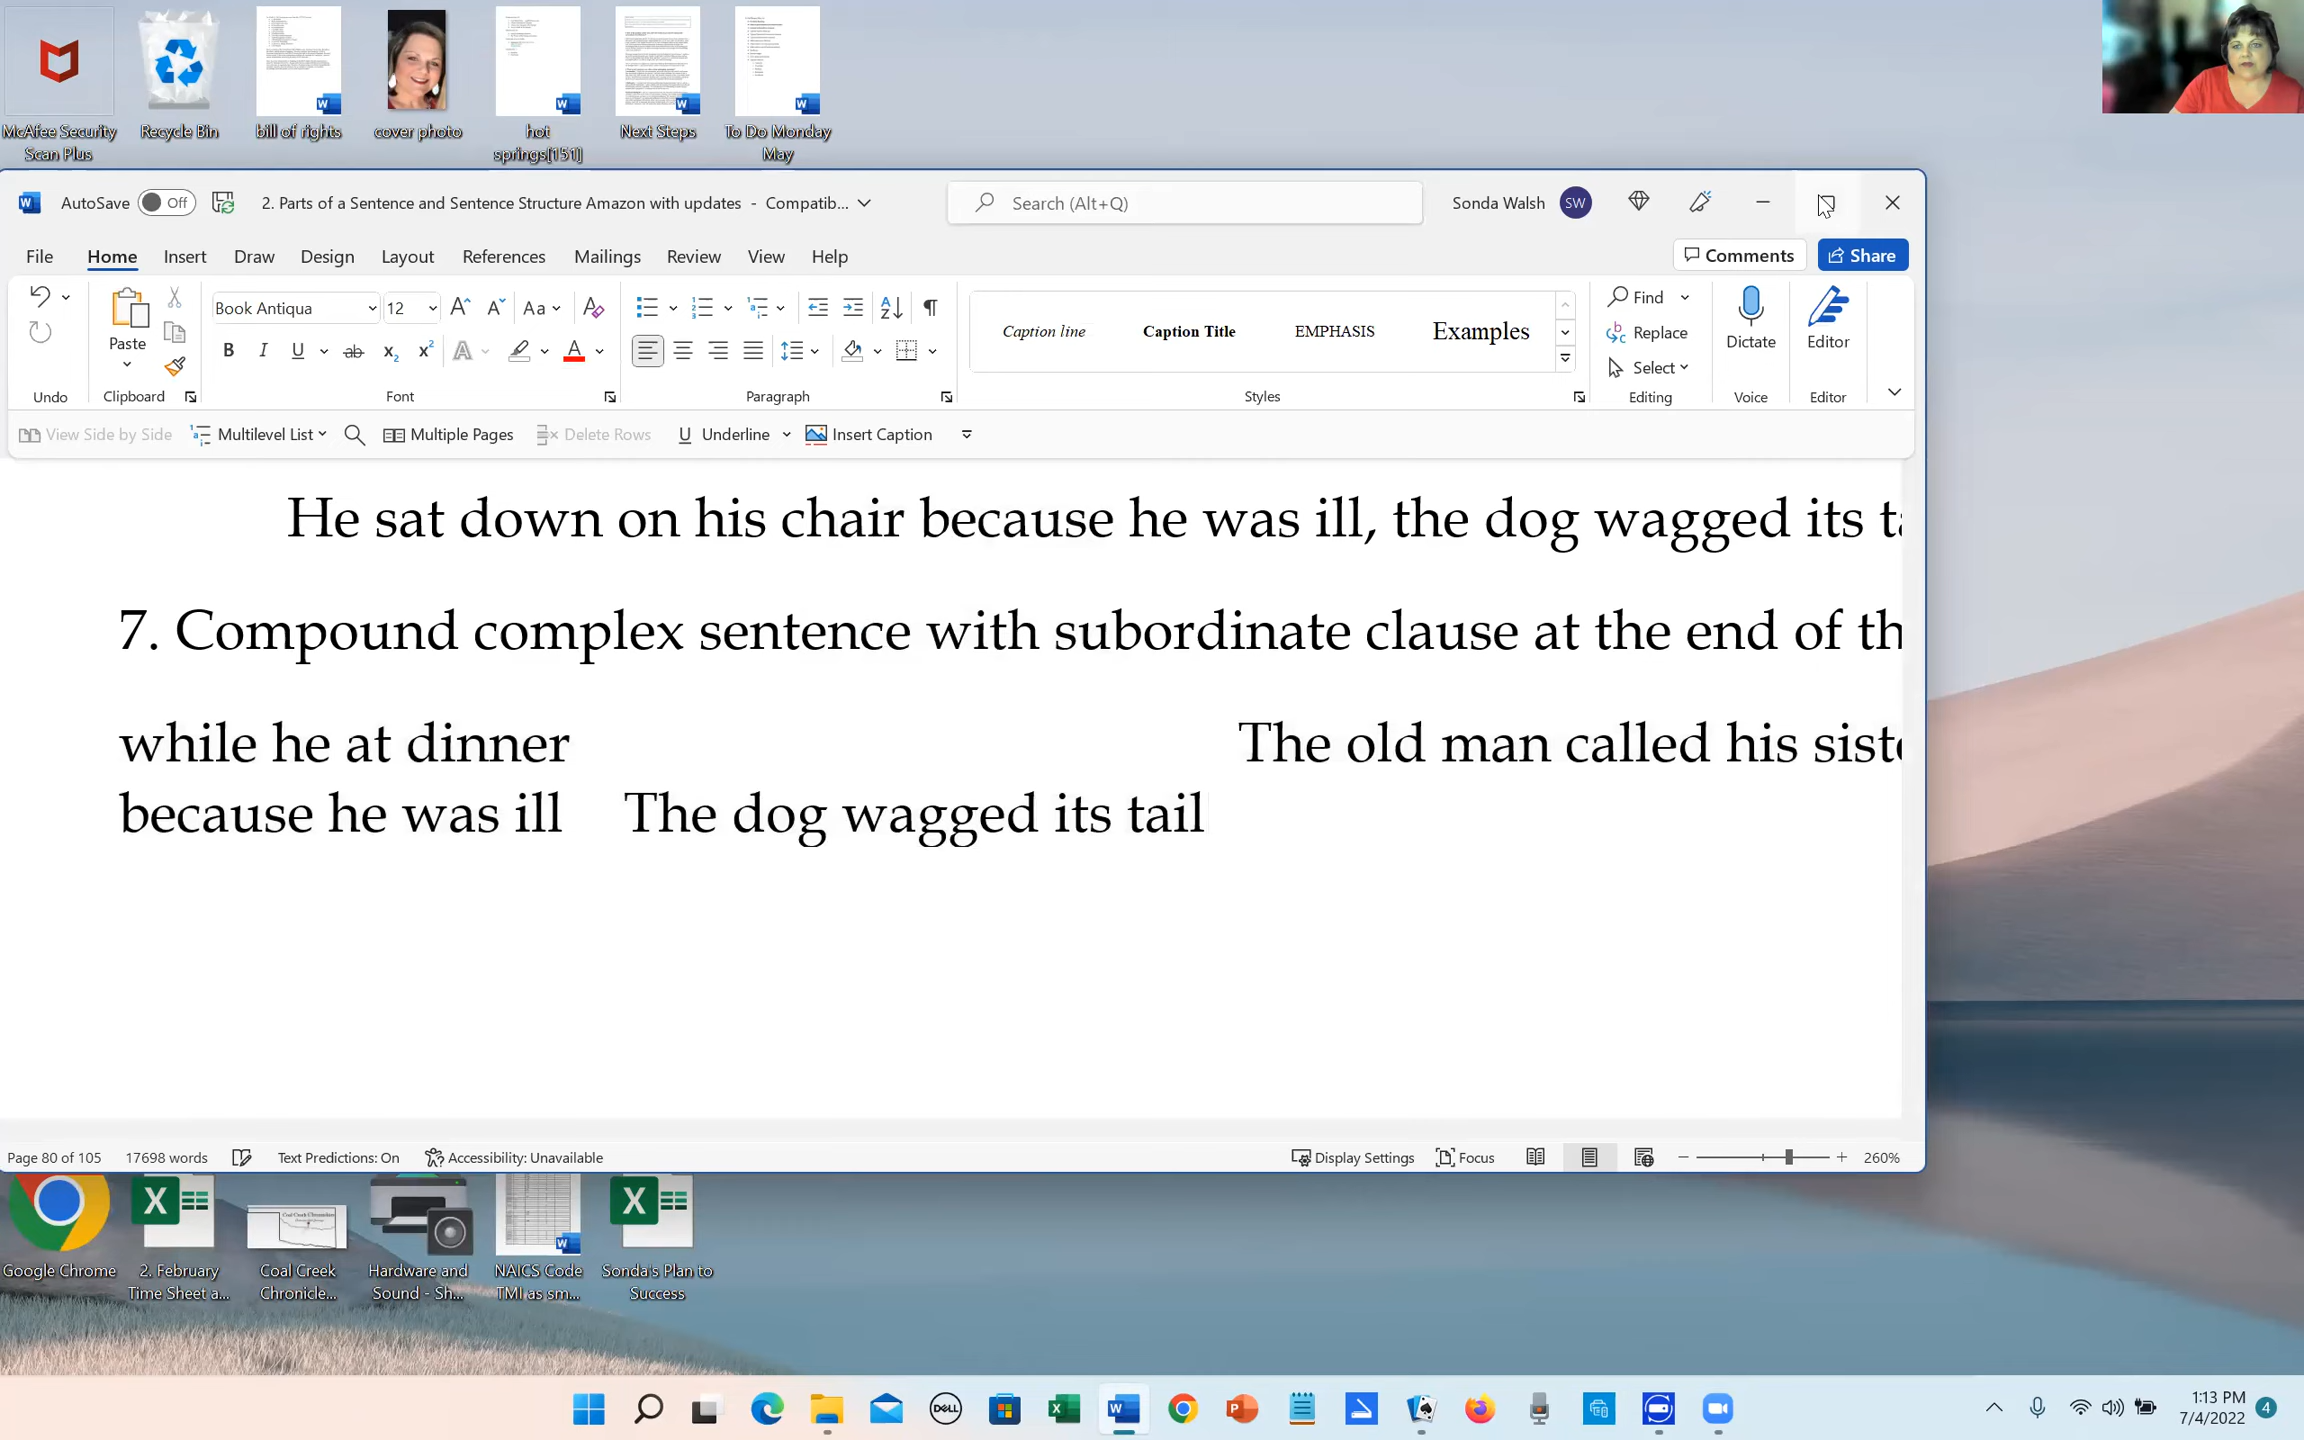 McAfee Security Scan Plus
Recycle Bin
bill of rights
cover photo
hot springs[151]
Next Steps
To Do Monday May
AutoSave Off
2. Parts of a Sentence and Sentence Structure Amazon with updates - Compatib...
Search (Alt+Q)
Sonda Walsh SW
File Home Insert Draw Design Layout References Mailings Review View Help
Comments Share
Book Antiqua 12 Aa
Paste
Caption line Caption Title EMPHASIS Examples
Find
Replace
Select
Dictate Editor
Undo Clipboard Font Paragraph Styles Editing Voice Editor
View Side by Side Multilevel List Multiple Pages Delete Rows Underline Insert Caption
He sat down on his chair because he was ill, the dog wagged its ta
7. Compound complex sentence with subordinate clause at the end of th
while he at dinner The old man called his siste
because he was ill The dog wagged its tail
Page 80 of 105 17698 words Text Predictions: On Accessibility: Unavailable Display Settings Focus 260%
Google Chrome
2. February Time Sheet a...
Coal Creek Chronicle...
Hardware and Sound - Sh...
NAICS Code TMI as sm...
Sonda's Plan to Success
DELL
1:13 PM
7/4/2022 4